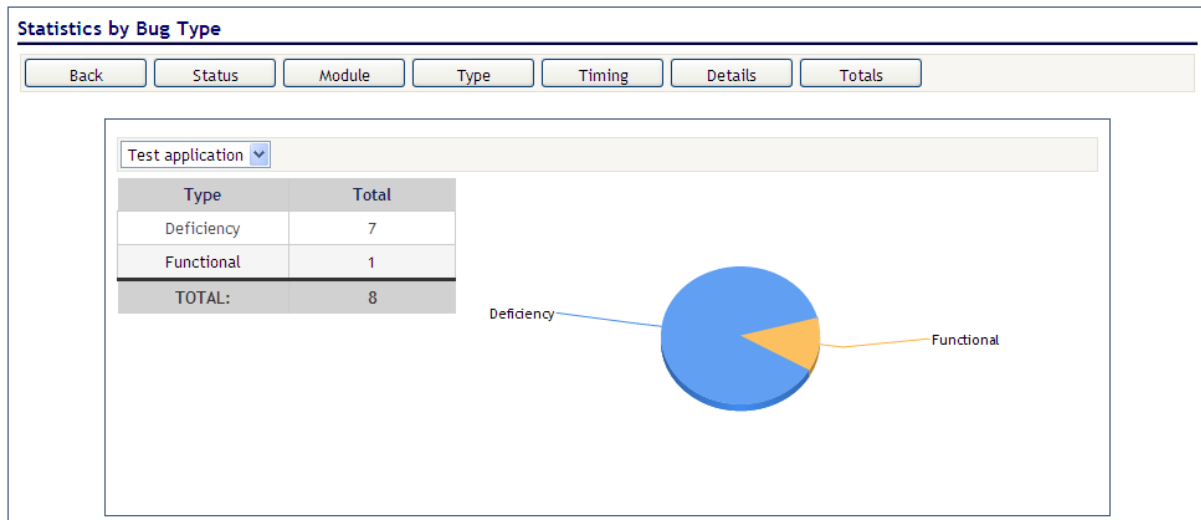 Statistics by Bug Type
Back Status Module Type Timing Details Totals
Test application
Type Total
Deficiency 7
Functional 1
TOTAL: 8
Deficiency
Functional